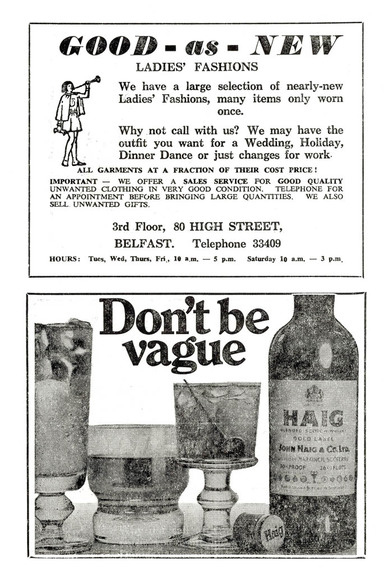 GOOD - as - NEW
LADIES' FASHIONS
We have a large selection of nearly-new
Ladies' Fashions, many items only worn
once.
Why not call with us? We may have the
outfit you want for a Wedding, Holiday,
Dinner Dance or just changes for work.
ALL GARMENTS AT A FRACTION OF THEIR COST PRICE!
IMPORTANT — WE OFFER A SALES SERVICE FOR GOOD QUALITY
UNWANTED CLOTHING IN VERY GOOD CONDITION. TELEPHONE FOR
AN APPOINTMENT BEFORE BRINGING LARGE QUANTITIES. WE ALSO
SELL UNWANTED GIFTS.
3rd Floor, 80 HIGH STREET,
BELFAST. Telephone 33409
HOURS: Tues, Wed, Thurs, Fri., 10 a.m. — 5 p.m. Saturday 10 a.m. — 3 p.m.
Don't be
vague
HAIG
BLENDED SCOTCH WHISKY
GOLD LABEL
John Haig & Co. Ltd.
Haig